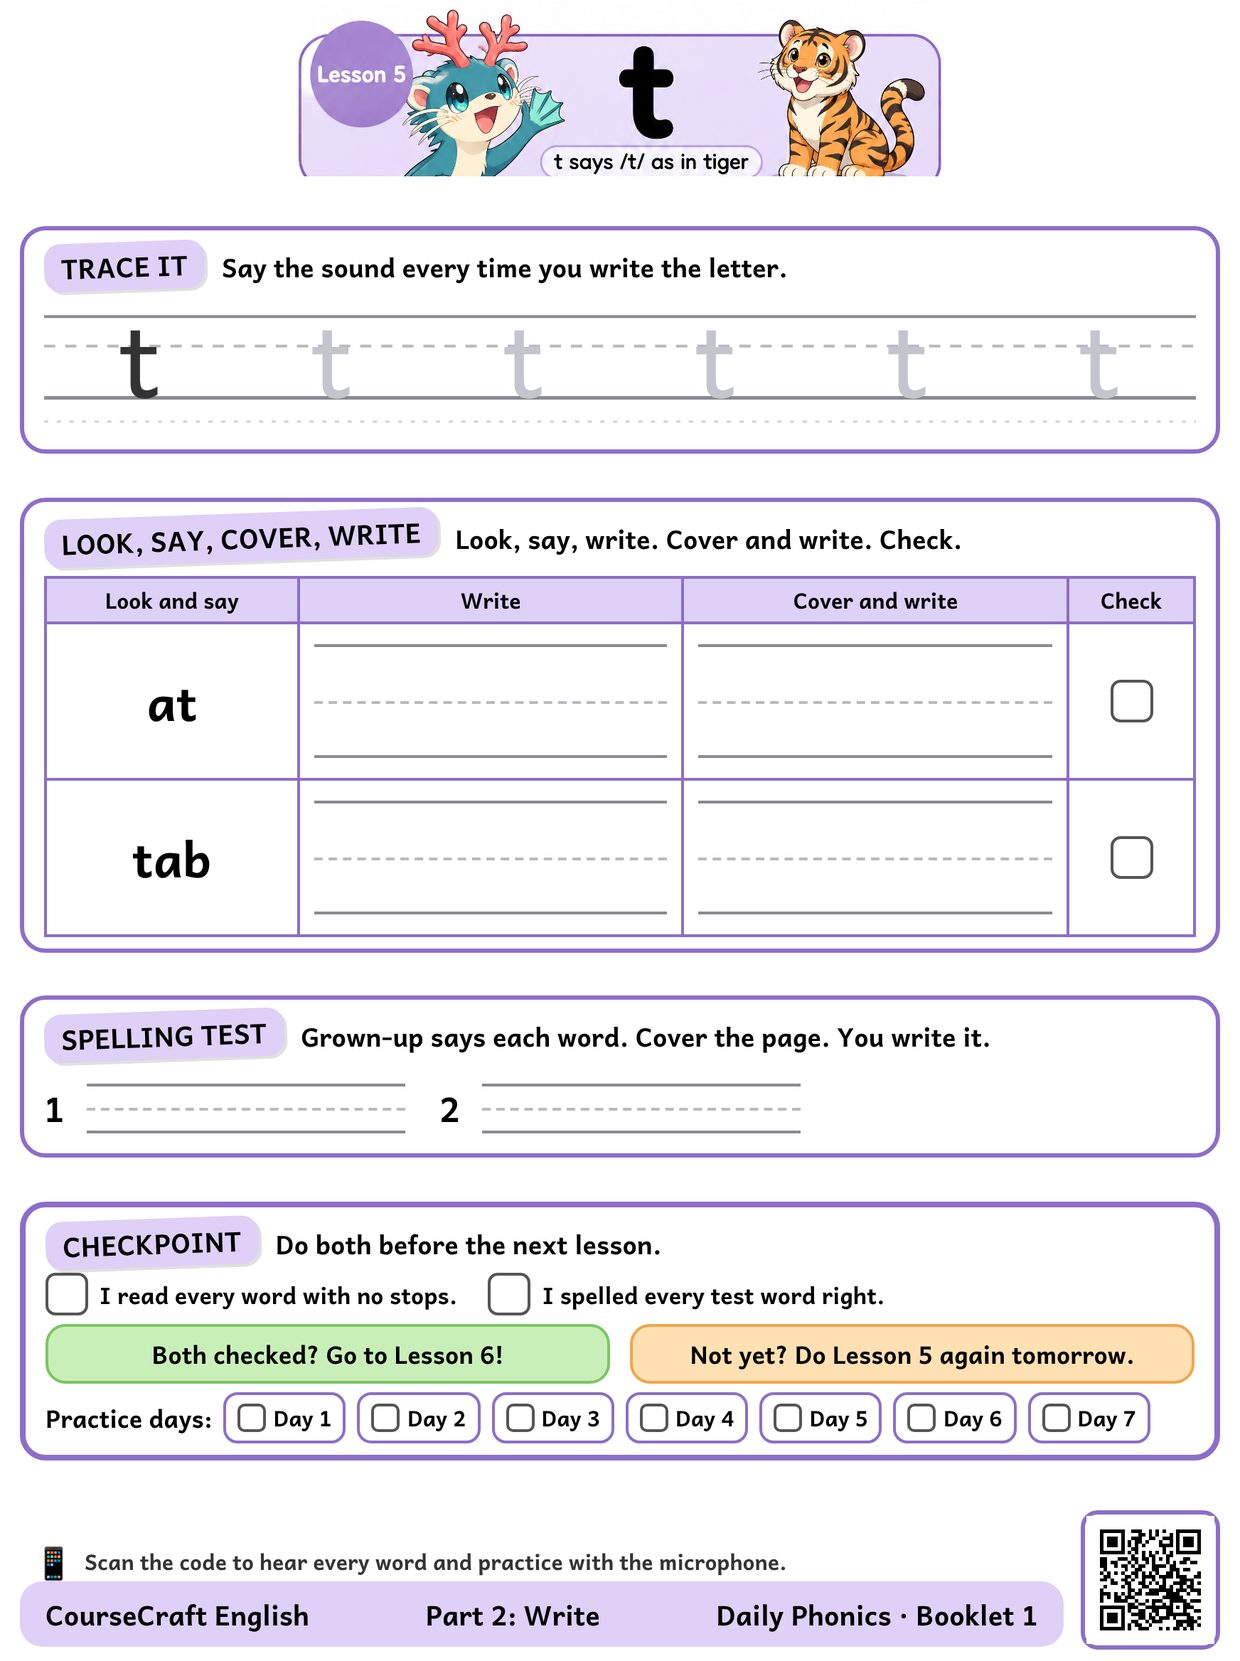 Lesson 5
t
t says /t/ as in tiger
TRACE IT Say the sound every time you write the letter.
t t t t t t
LOOK, SAY, COVER, WRITE Look, say, write. Cover and write. Check.
Look and say Write Cover and write Check
at
tab
SPELLING TEST Grown-up says each word. Cover the page. You write it.
1 2
CHECKPOINT Do both before the next lesson.
I read every word with no stops. I spelled every test word right.
Both checked? Go to Lesson 6! Not yet? Do Lesson 5 again tomorrow.
Practice days: Day 1 Day 2 Day 3 Day 4 Day 5 Day 6 Day 7
Scan the code to hear every word and practice with the microphone.
CourseCraft English Part 2: Write Daily Phonics · Booklet 1